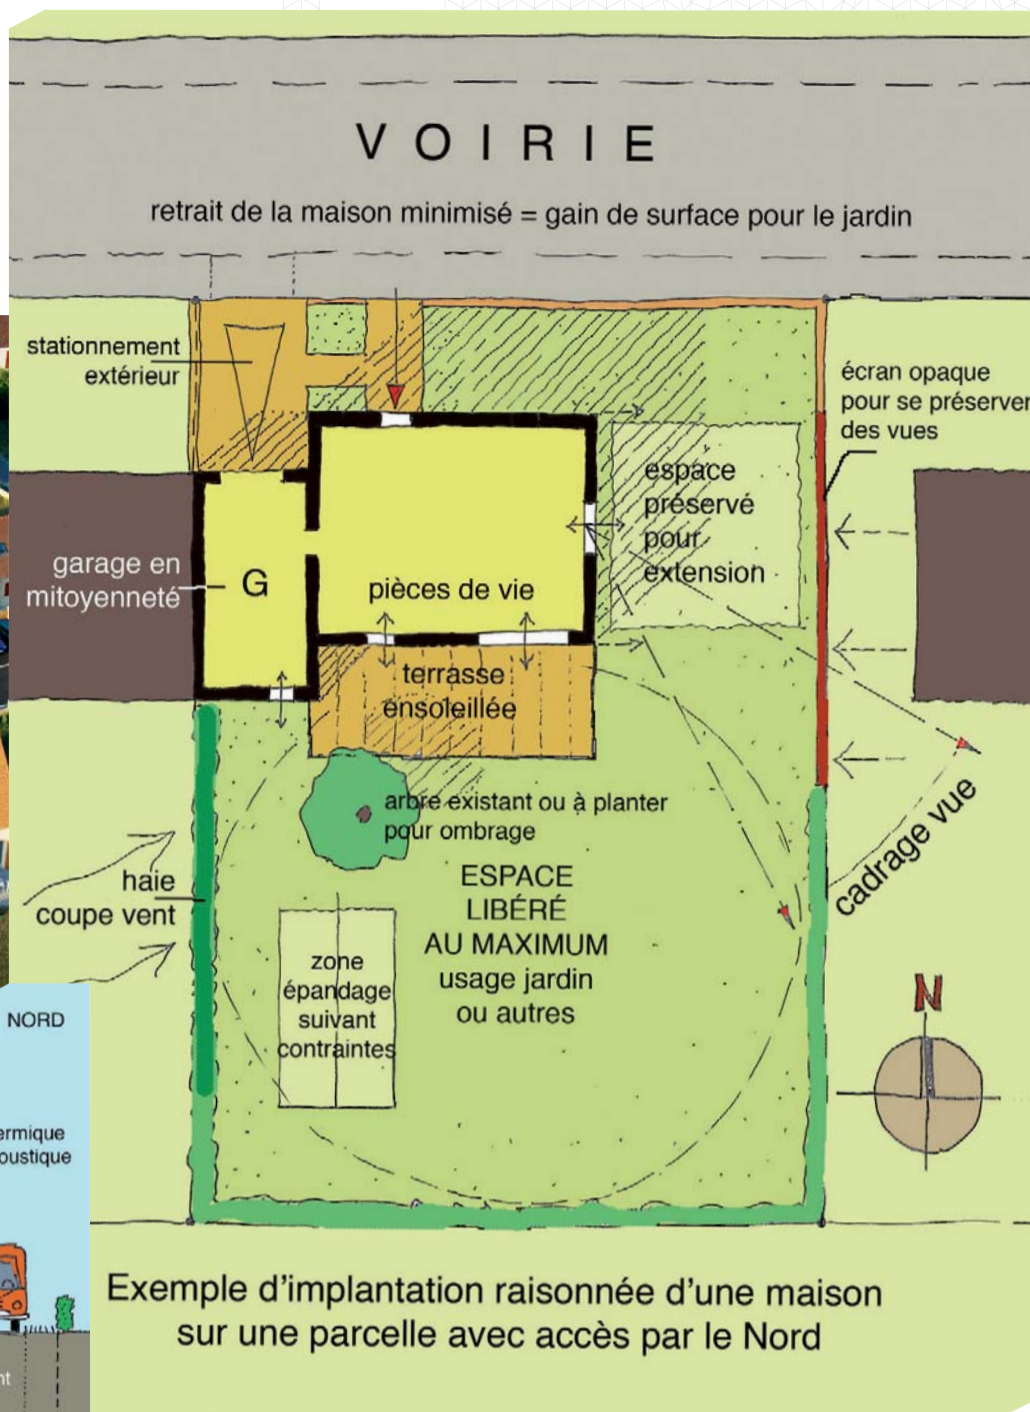 VOIRIE
retrait de la maison minimisé = gain de surface pour le jardin
stationnement
extérieur
écran opaque
pour se préserver
des vues
espace
préservé
pour
extension
garage en
mitoyenneté
G
pièces de vie
terrasse
ensoleillée
arbre existant ou à planter
pour ombrage
haie
coupe vent
ESPACE
LIBÉRÉ
AU MAXIMUM
usage jardin
ou autres
cadrage vue
zone
épandage
suivant
contraintes
N
NORD
Exemple d'implantation raisonnée d'une maison
sur une parcelle avec accès par le Nord